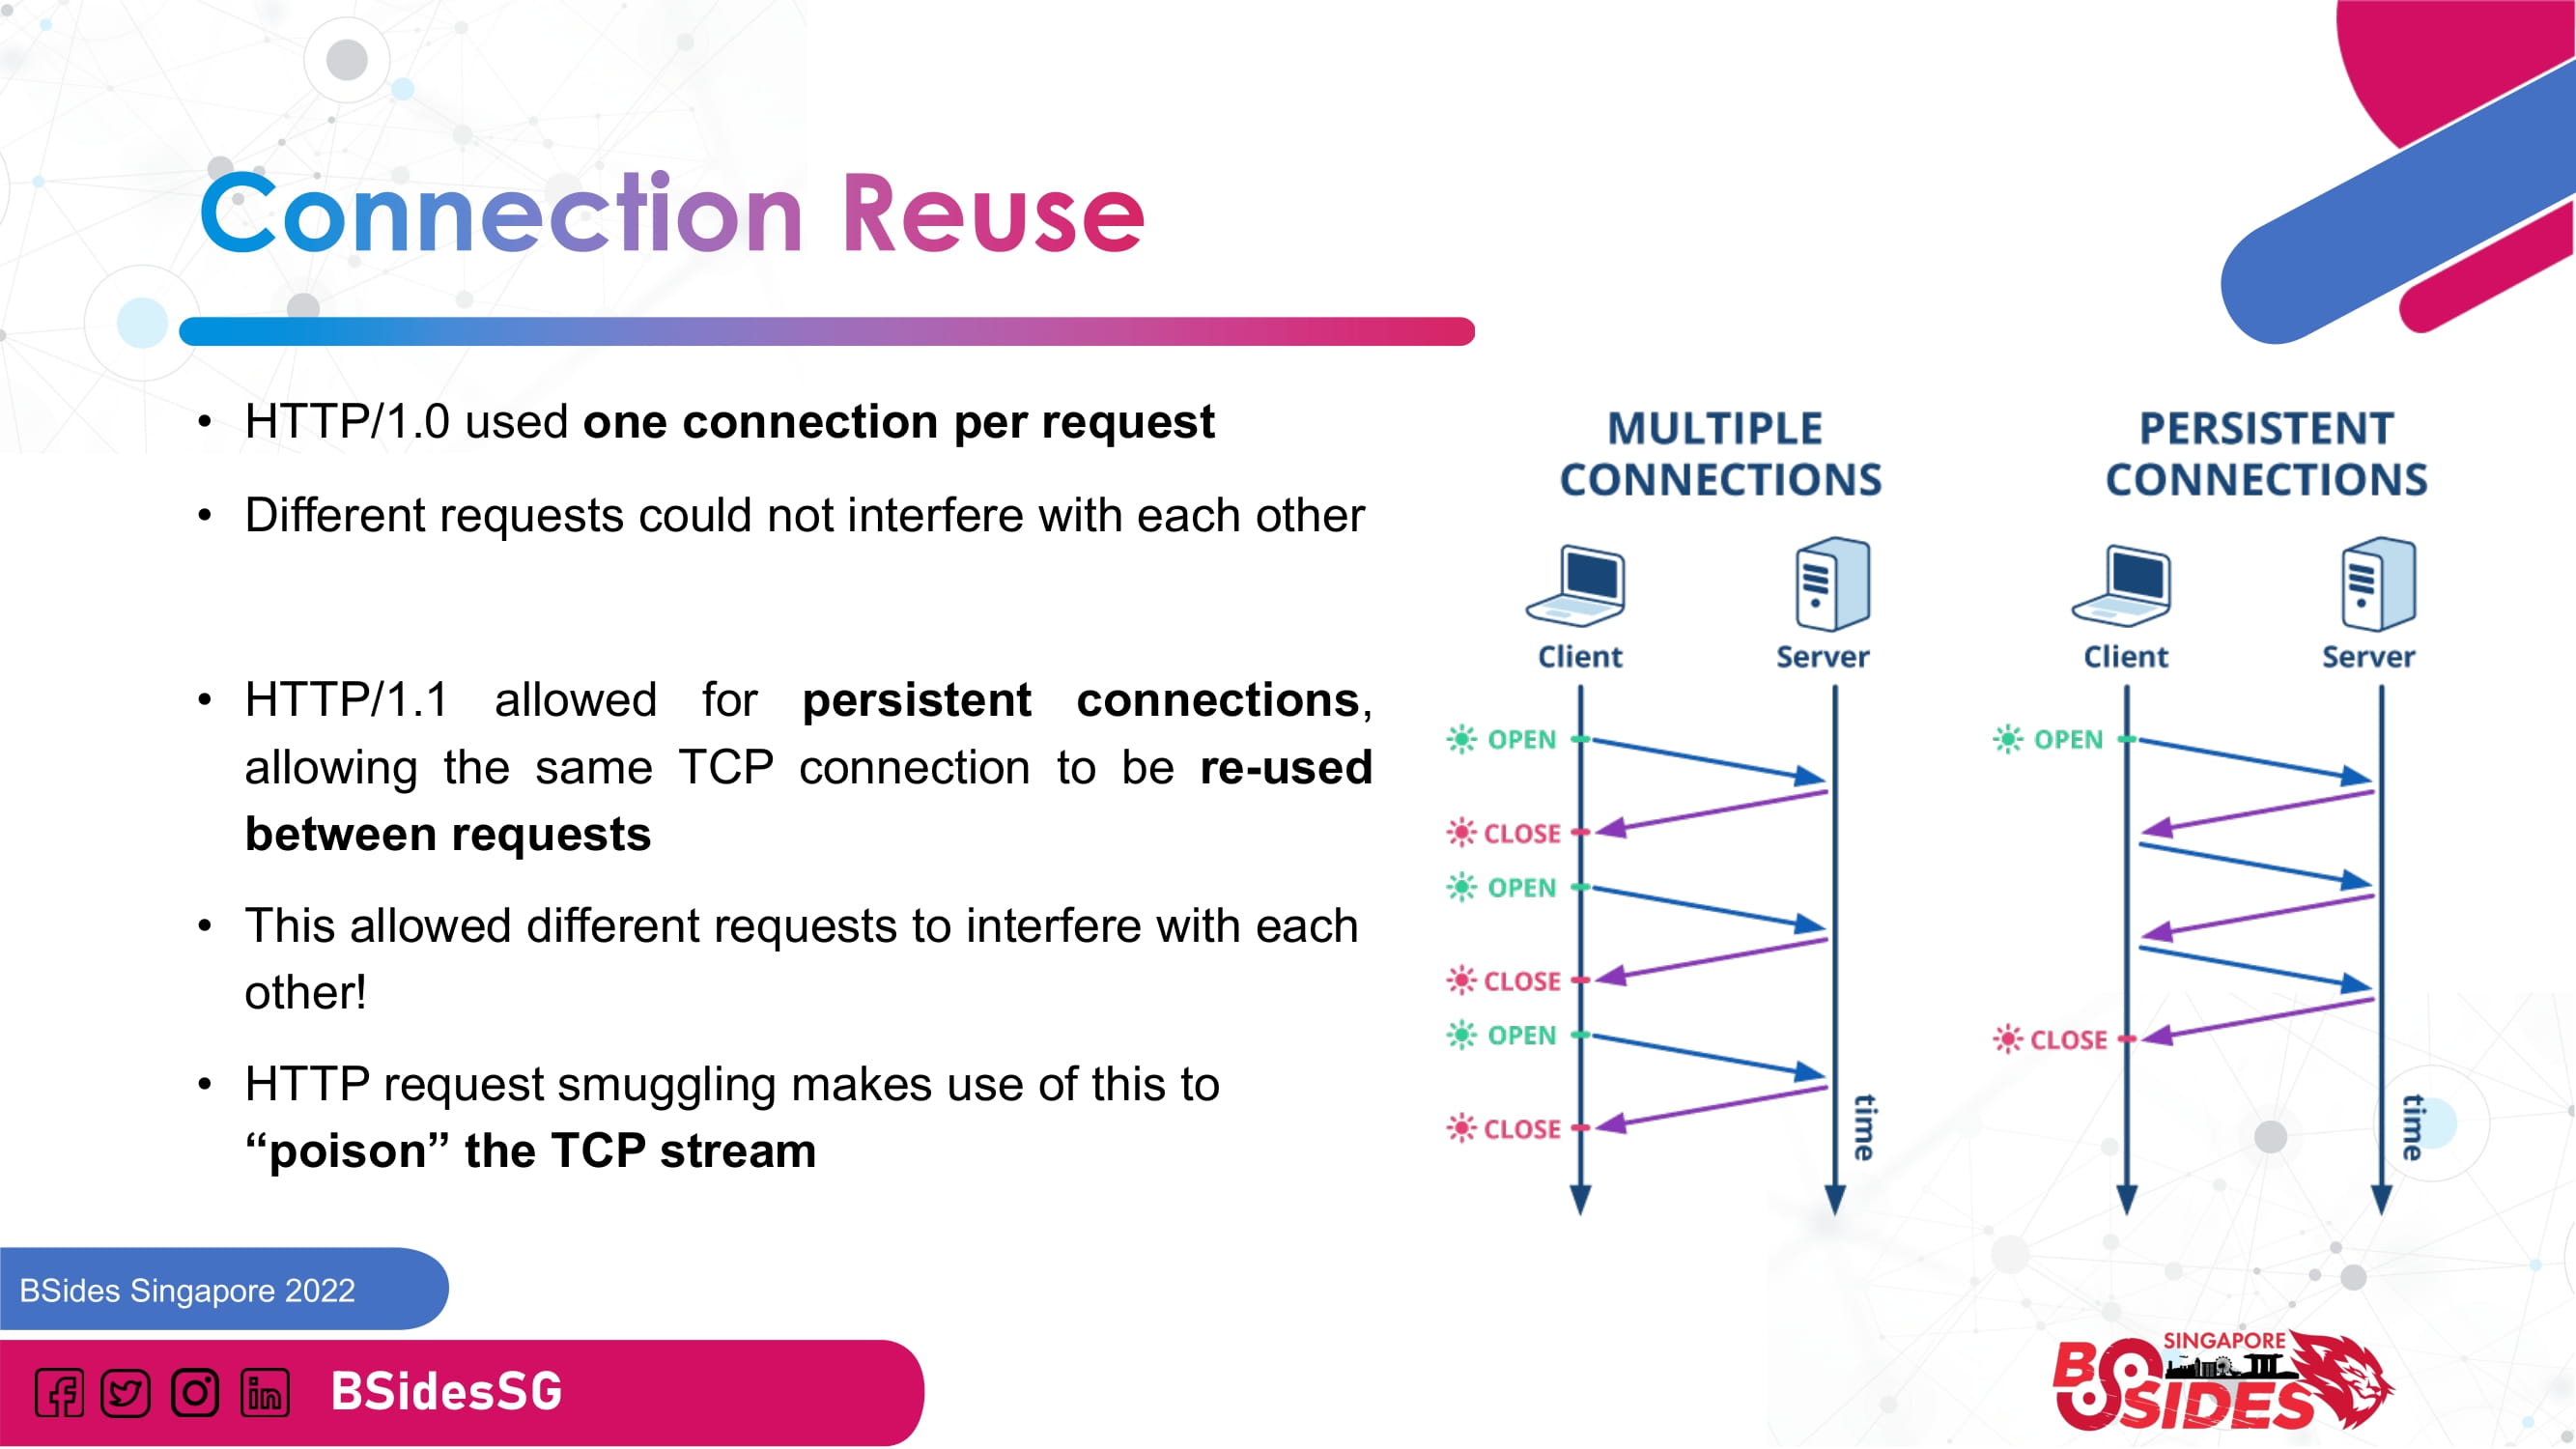 Connection Reuse
• HTTP/1.0 used one connection per request
• Different requests could not interfere with each other
• HTTP/1.1 allowed for persistent connections,
allowing the same TCP connection to be re-used
between requests
• This allowed different requests to interfere with each
other!
• HTTP request smuggling makes use of this to
“poison” the TCP stream
MULTIPLE
CONNECTIONS
Client
Server
OPEN
CLOSE
OPEN
CLOSE
OPEN
CLOSE
time
PERSISTENT
CONNECTIONS
Client
Server
OPEN
CLOSE
time
BSides Singapore 2022
BSidesSG
SINGAPORE
BSIDES